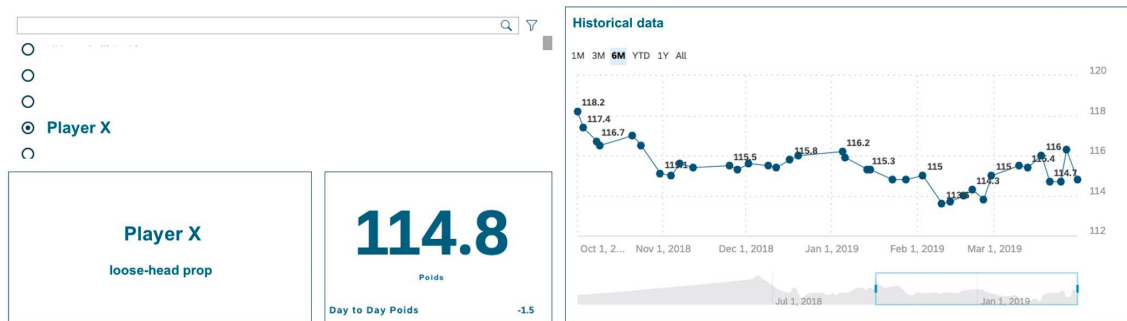 Player X
Player X
loose-head prop
114.8
Poids
Day to Day Poids -1.5
Historical data
1M 3M 6M YTD 1Y All
120
118
116
114
112
118.2
117.4
116.7
115.5
115.8
116.2
115.3
115
114.3
115
116
114.7
Oct 1, 2... Nov 1, 2018 Dec 1, 2018 Jan 1, 2019 Feb 1, 2019 Mar 1, 2019
Jul 1, 2018 Jan 1, 2019